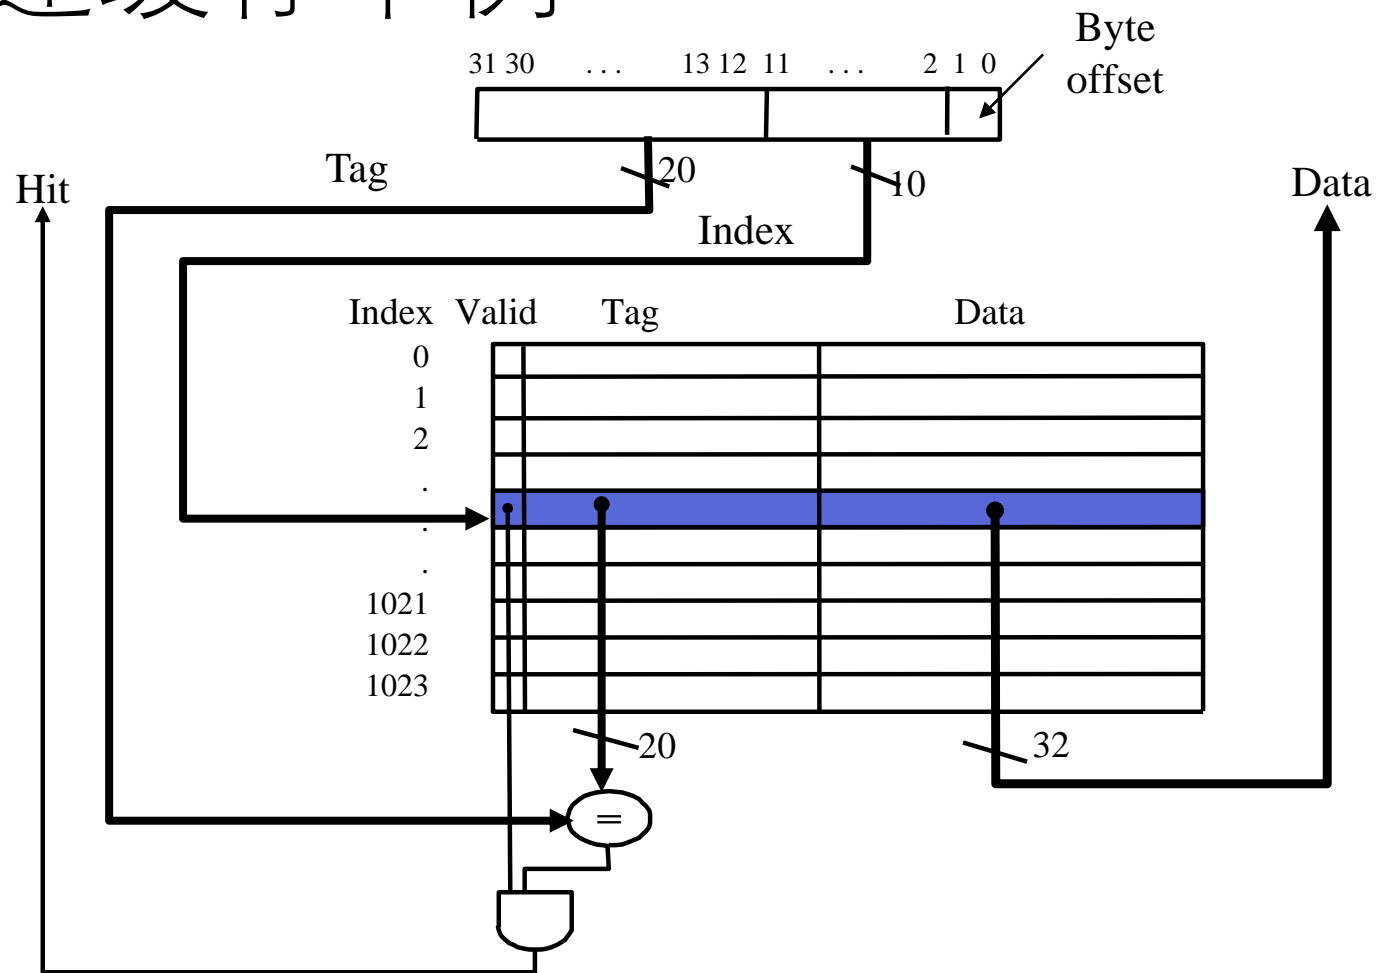 Byte
offset
31 30 ... 13 12 11 ... 2 1 0
Tag
20
10
Hit
Data
Index
Index Valid Tag Data
0
1
2
.
.
.
1021
1022
1023
20
32
=